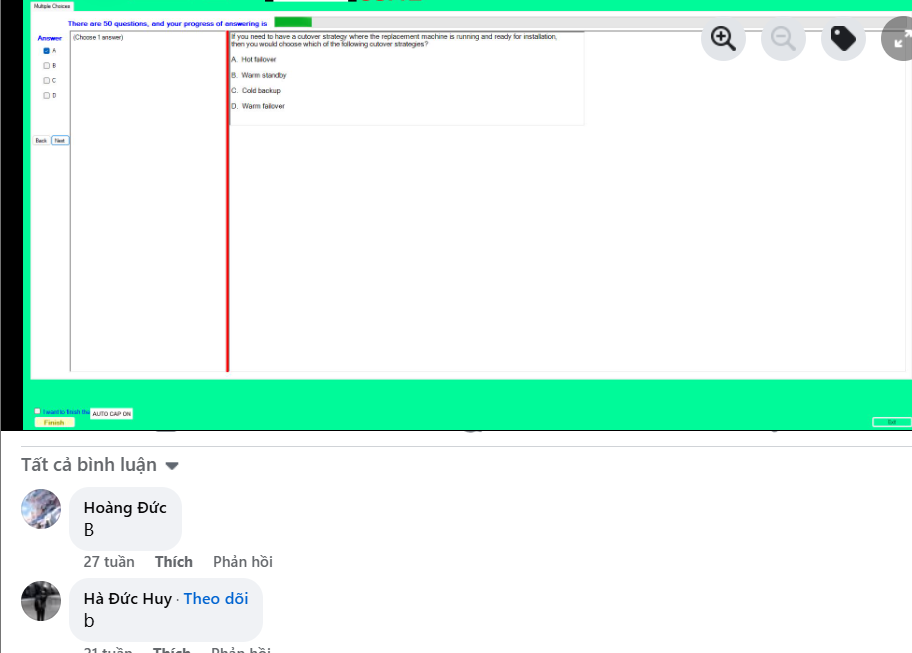 Multiple Choices
There are 50 questions, and your progress of answering is
Answer
A
B
C
D
Back
Next
(Choose 1 answer)
If you need to have a cutover strategy where the replacement machine is running and ready for installation,
then you would choose which of the following cutover strategies?
A. Hot failover
B. Warm standby
C. Cold backup
D. Warm failover
I want to finish the
AUTO CAP ON
Finish
Exit
Tất cả bình luận
Hoàng Đức
B
27 tuần Thích Phản hồi
Hà Đức Huy · Theo dõi
b
21 tuần Thích Phản hồi